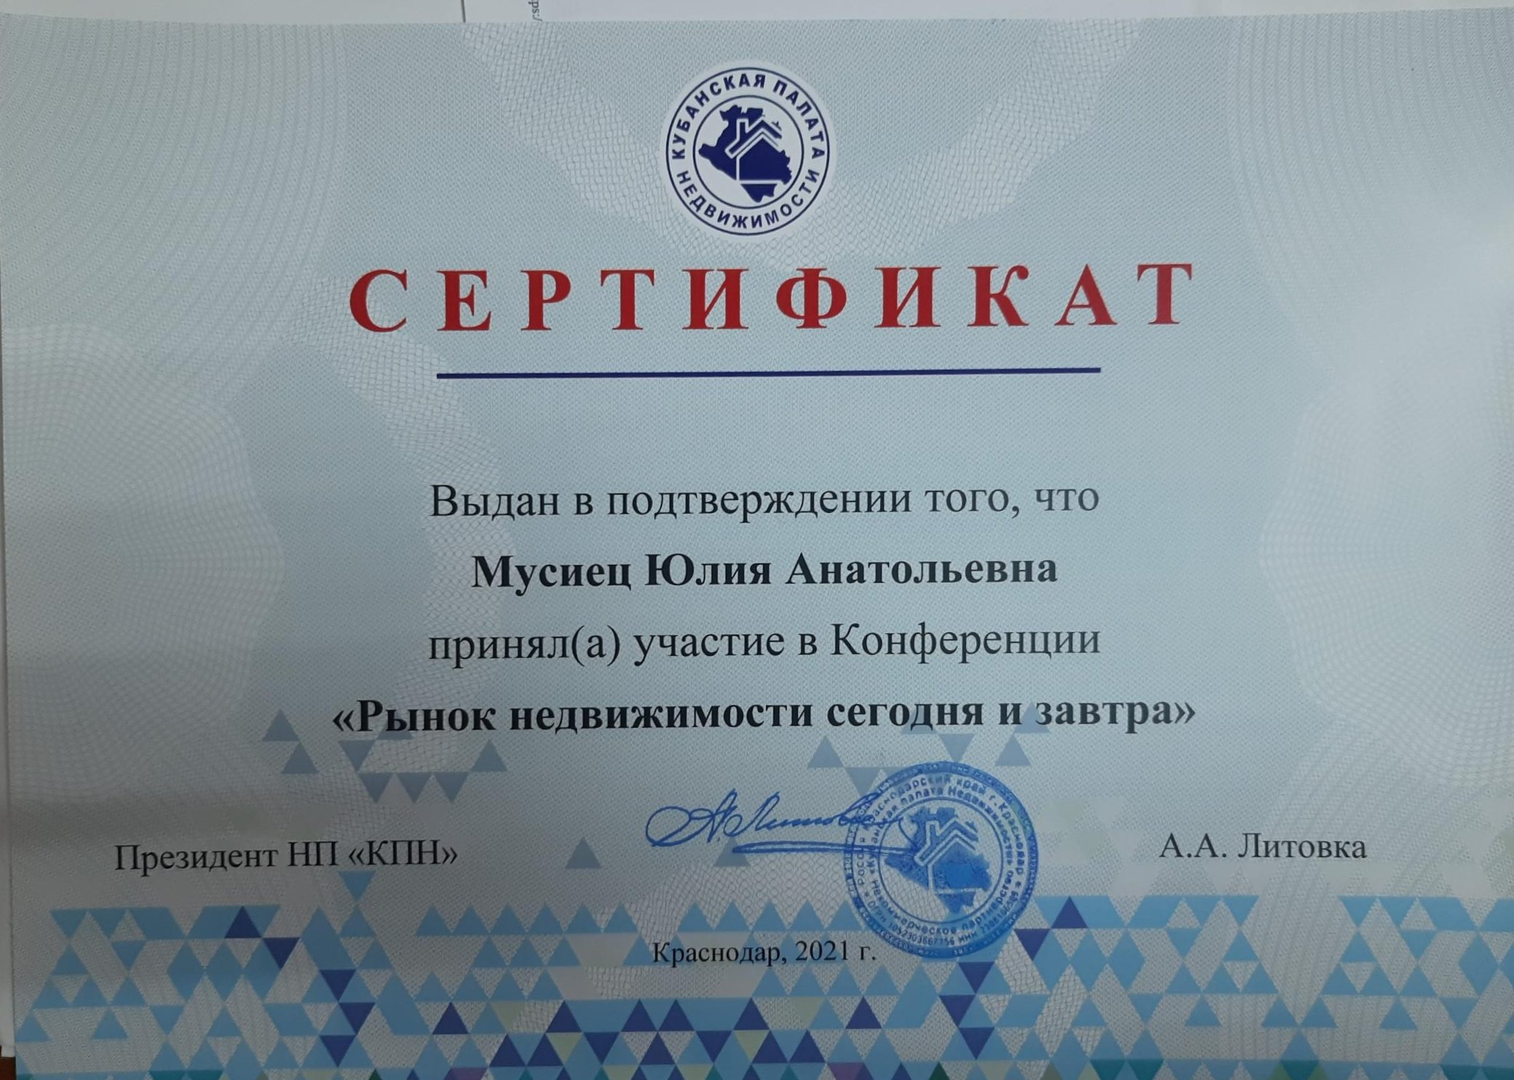 КУБАНСКАЯ ПАЛАТА
НЕДВИЖИМОСТИ
СЕРТИФИКАТ
Выдан в подтверждении того, что
Мусиец Юлия Анатольевна
принял(а) участие в Конференции
«Рынок недвижимости сегодня и завтра»
Президент НП «КПН»
А.А. Литовка
Краснодар, 2021 г.